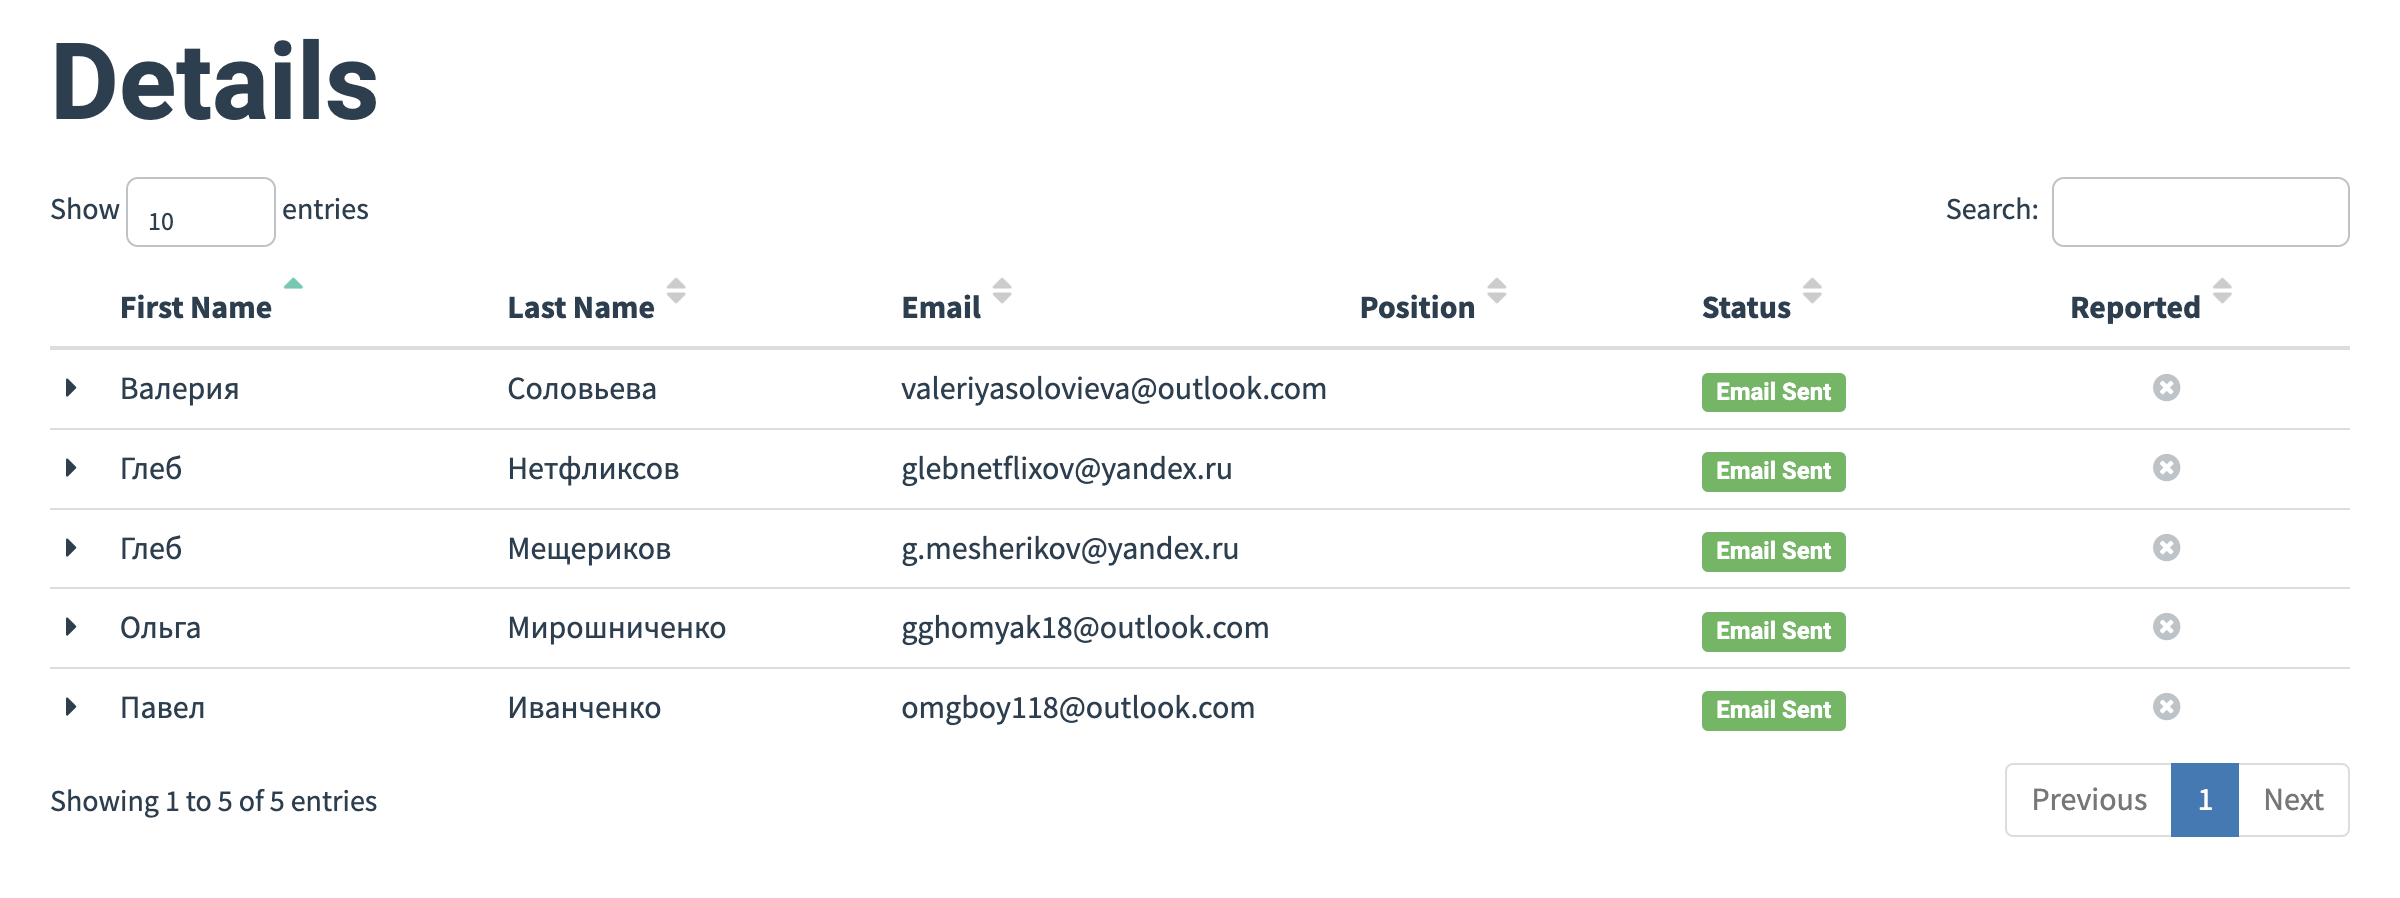 Details
Show 10 entries Search:
First Name Last Name Email Position Status Reported
Валерия Соловьева valeriyasolovieva@outlook.com Email Sent
Глеб Нетфликсов glebnetflixov@yandex.ru Email Sent
Глеб Мещериков g.mesherikov@yandex.ru Email Sent
Ольга Мирошниченко gghomyak18@outlook.com Email Sent
Павел Иванченко omgboy118@outlook.com Email Sent
Showing 1 to 5 of 5 entries Previous 1 Next